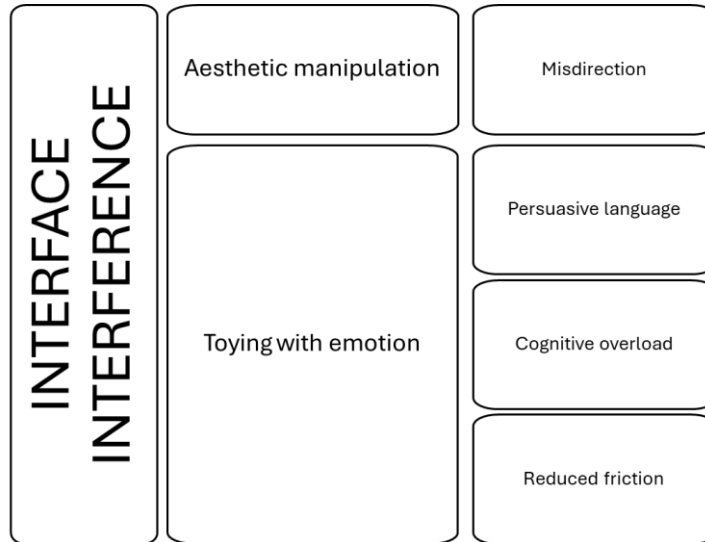 INTERFACE
INTERFERENCE
Aesthetic manipulation
Misdirection
Toying with emotion
Persuasive language
Cognitive overload
Reduced friction